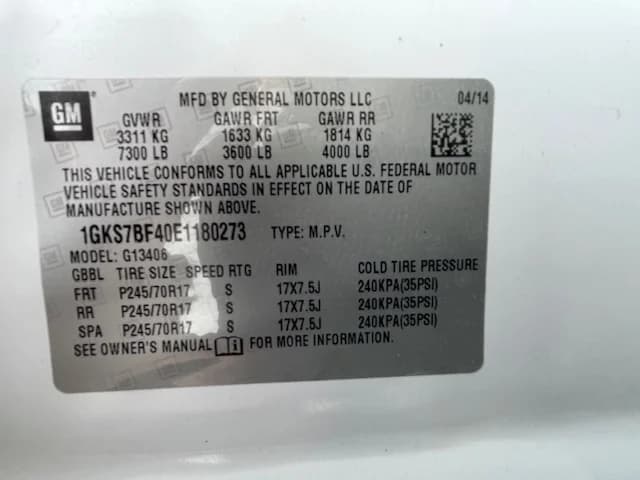 GM
MFD BY GENERAL MOTORS LLC 04/14
GVWR GAWR FRT GAWR RR
3311 KG 1633 KG 1814 KG
7300 LB 3600 LB 4000 LB
THIS VEHICLE CONFORMS TO ALL APPLICABLE U.S. FEDERAL MOTOR
VEHICLE SAFETY STANDARDS IN EFFECT ON THE DATE OF
MANUFACTURE SHOWN ABOVE.
1GKS7BF40E1180273 TYPE: M.P.V.
MODEL: G13406
GBBL TIRE SIZE SPEED RTG RIM COLD TIRE PRESSURE
FRT P245/70R17 S 17X7.5J 240KPA(35PSI)
RR P245/70R17 S 17X7.5J 240KPA(35PSI)
SPA P245/70R17 S 17X7.5J 240KPA(35PSI)
SEE OWNER'S MANUAL FOR MORE INFORMATION.